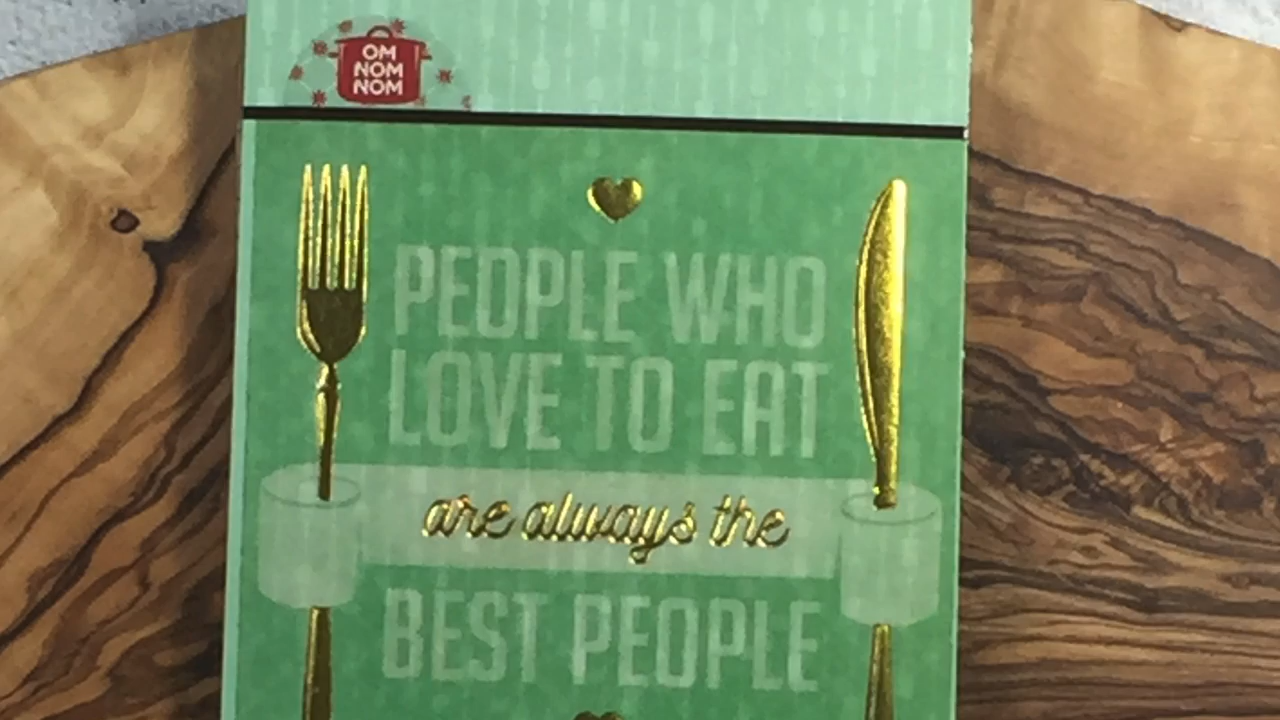 OM
NOM
NOM
PEOPLE WHO
LOVE TO EAT
are always the
BEST PEOPLE